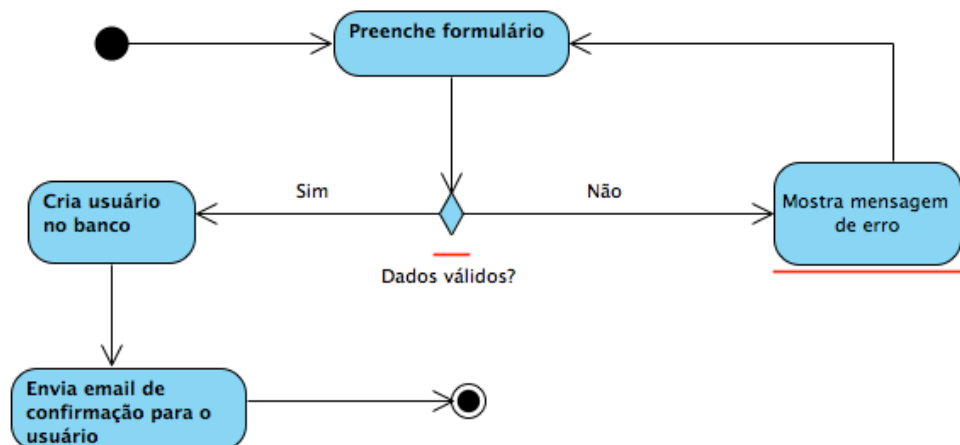 Preenche formulário
Sim
Não
Cria usuário
no banco
Mostra mensagem
de erro
Dados válidos?
Envia email de
confirmação para o
usuário